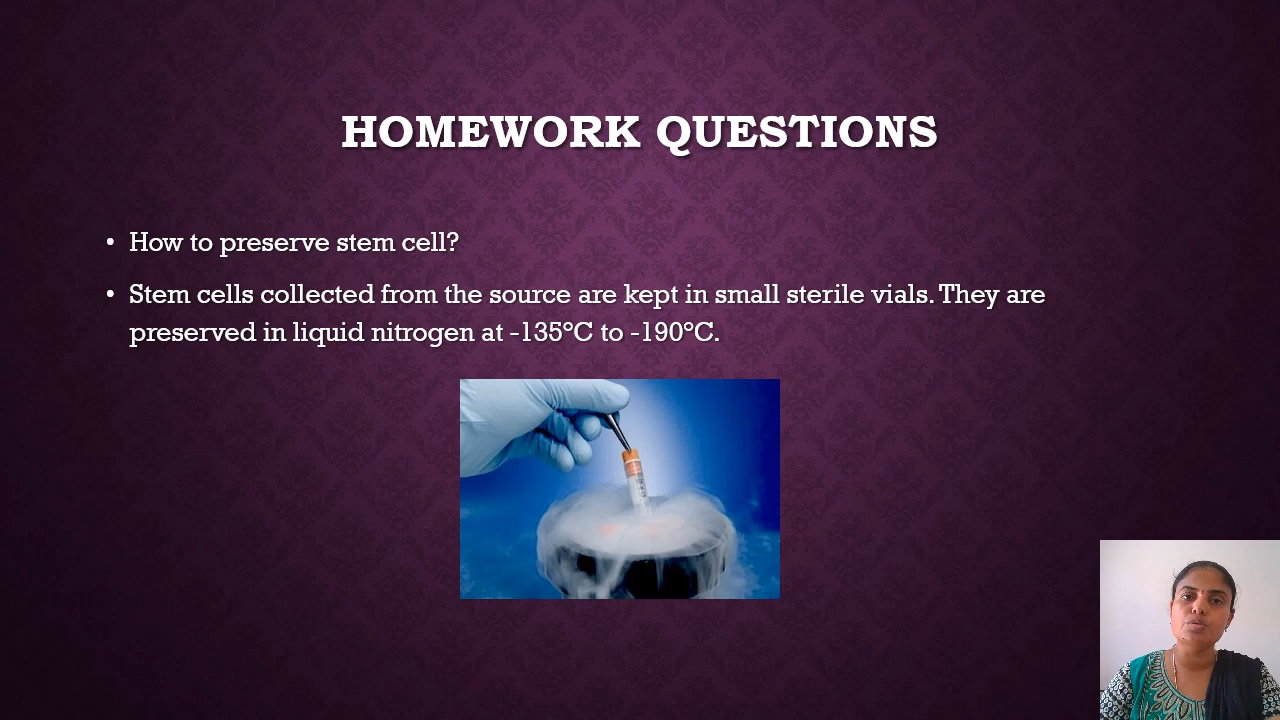 HOMEWORK QUESTIONS
• How to preserve stem cell?
• Stem cells collected from the source are kept in small sterile vials. They are
preserved in liquid nitrogen at -135°C to -190°C.